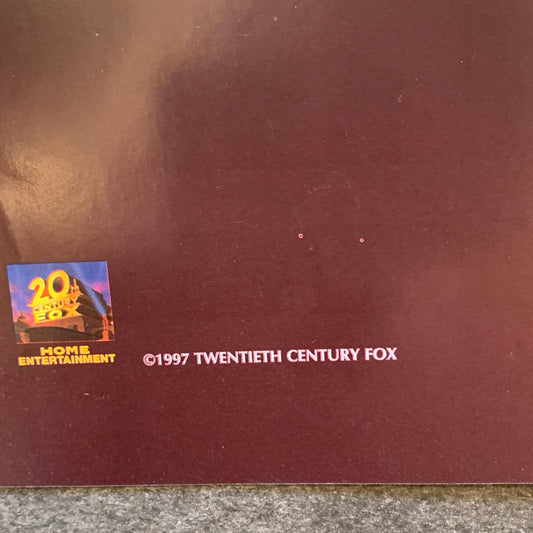 20th
CENTURY
FOX
HOME
ENTERTAINMENT
©1997 TWENTIETH CENTURY FOX